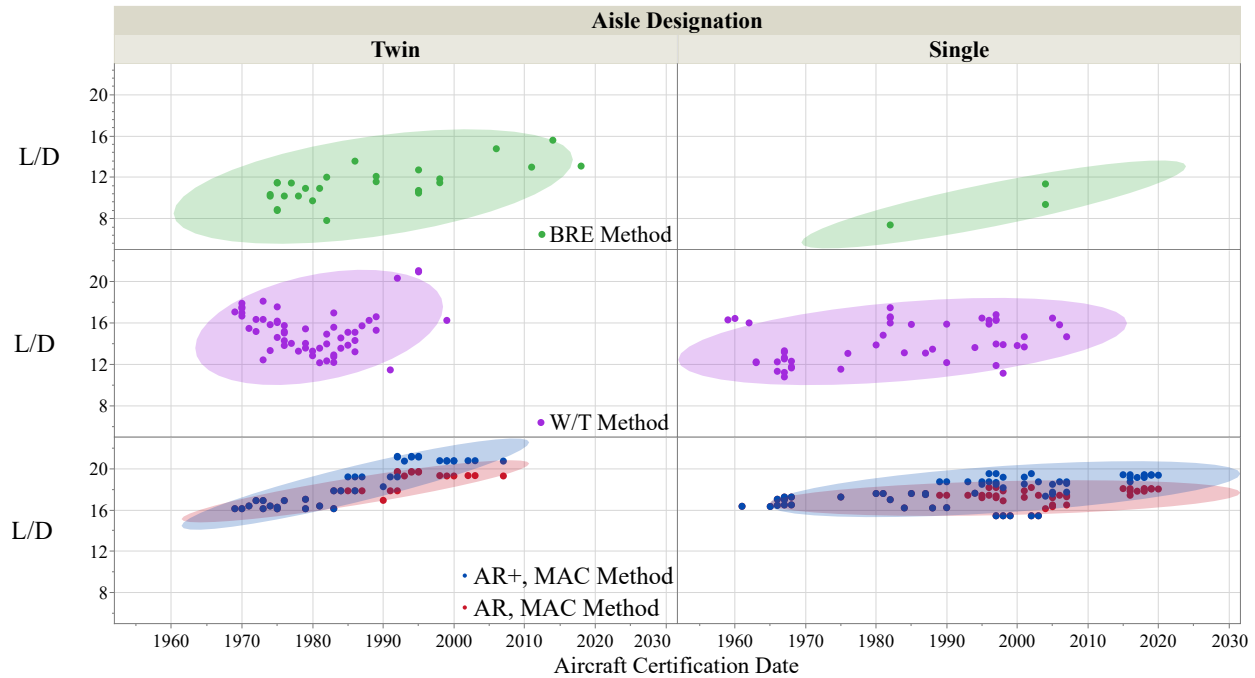 Aisle Designation
Twin Single
20
16
L/D
12
8
BRE Method
20
16
L/D
12
8
W/T Method
20
16
L/D
12
8
AR+, MAC Method
AR, MAC Method
1960 1970 1980 1990 2000 2010 2020 2030 1960 1970 1980 1990 2000 2010 2020 2030
Aircraft Certification Date